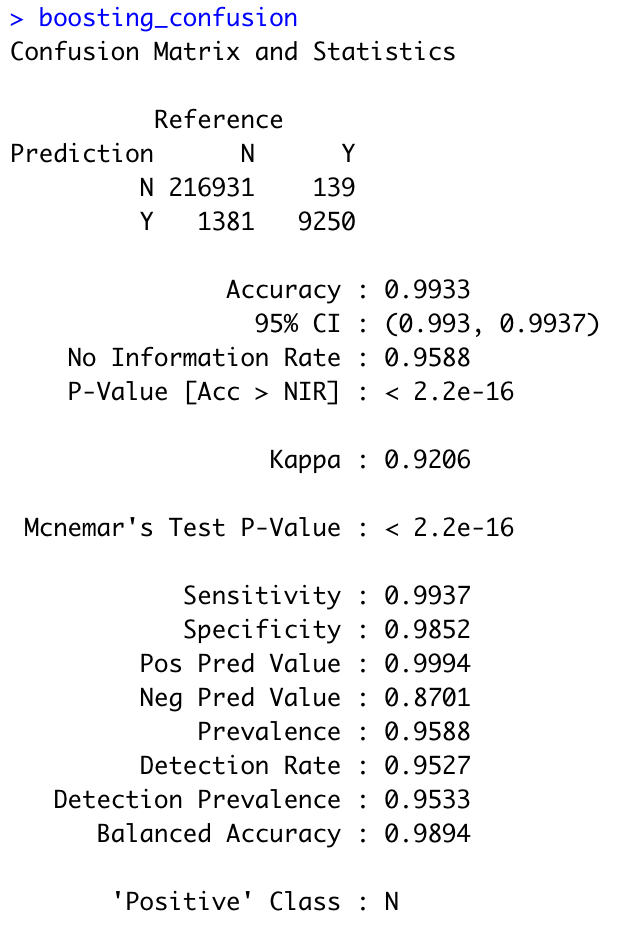 > boosting_confusion
Confusion Matrix and Statistics
Reference
Prediction N Y
N 216931 139
Y 1381 9250
Accuracy : 0.9933
95% CI : (0.993, 0.9937)
No Information Rate : 0.9588
P-Value [Acc > NIR] : < 2.2e-16
Kappa : 0.9206
Mcnemar's Test P-Value : < 2.2e-16
Sensitivity : 0.9937
Specificity : 0.9852
Pos Pred Value : 0.9994
Neg Pred Value : 0.8701
Prevalence : 0.9588
Detection Rate : 0.9527
Detection Prevalence : 0.9533
Balanced Accuracy : 0.9894
'Positive' Class : N